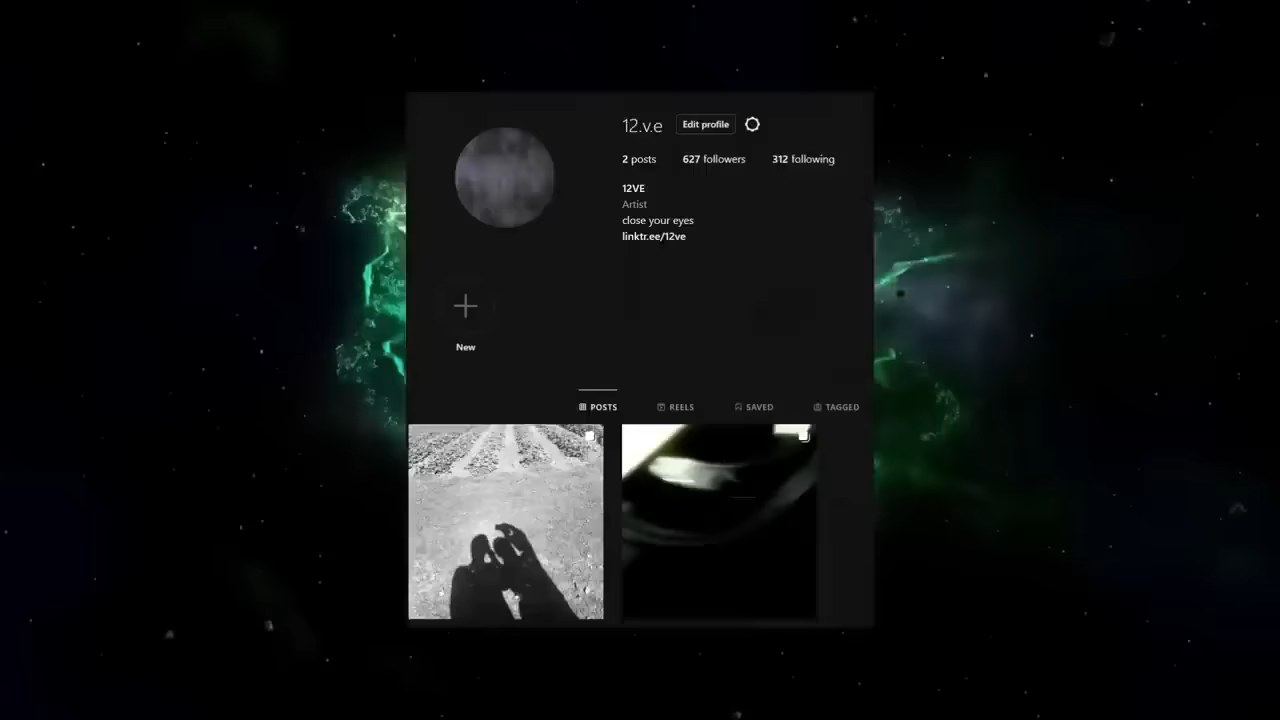 12.v.e Edit profile
2 posts 627 followers 312 following
12VE
Artist
close your eyes
linktr.ee/12ve
New
POSTS REELS SAVED TAGGED